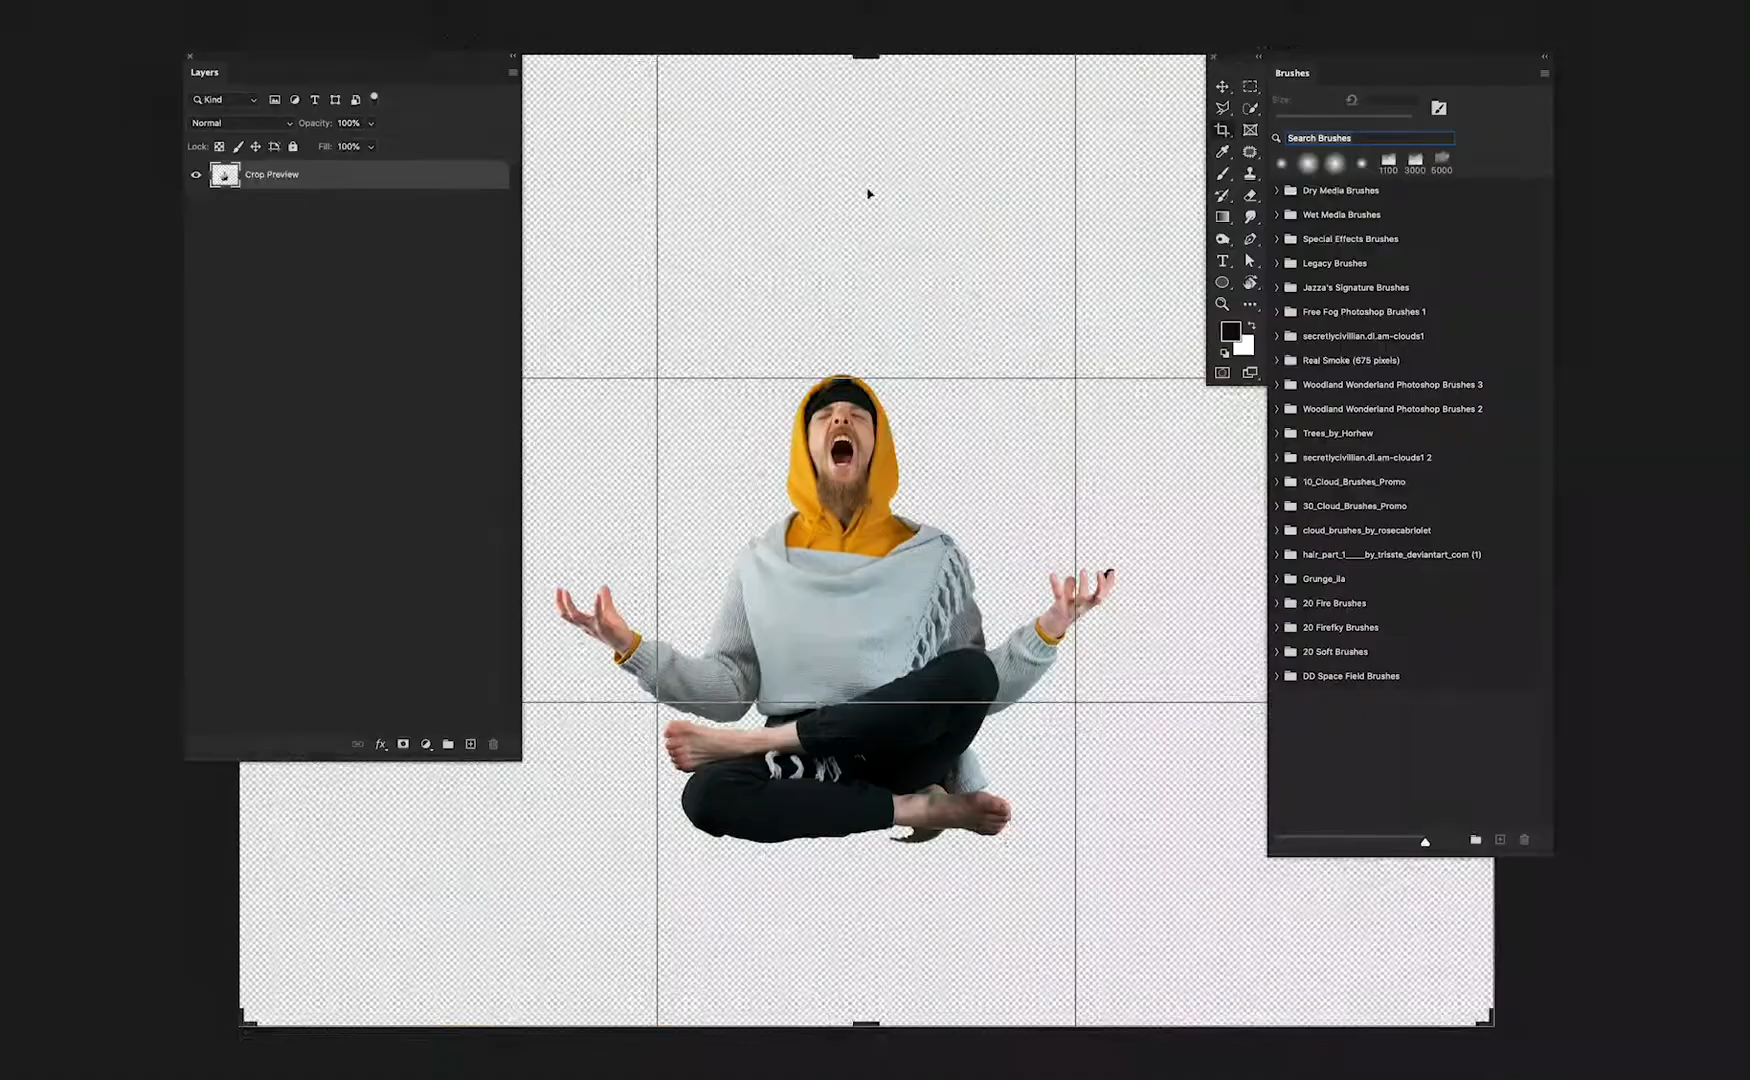 Layers
Kind
Normal
Opacity: 100%
Lock:
Fill: 100%
Crop Preview
Brushes
Size:
Search Brushes
1100 3000 5000
Dry Media Brushes
Wet Media Brushes
Special Effects Brushes
Legacy Brushes
Jazza's Signature Brushes
Free Fog Photoshop Brushes 1
secretlycivillian.dl.am-clouds1
Real Smoke (675 pixels)
Woodland Wonderland Photoshop Brushes 3
Woodland Wonderland Photoshop Brushes 2
Trees_by_Horhew
secretlycivillian.dl.am-clouds1 2
10_Cloud_Brushes_Promo
30_Cloud_Brushes_Promo
cloud_brushes_by_rosecabriolet
hair_part_1____by_trisste_deviantart_com (1)
Grunge_ila
20 Fire Brushes
20 Firefky Brushes
20 Soft Brushes
DD Space Field Brushes